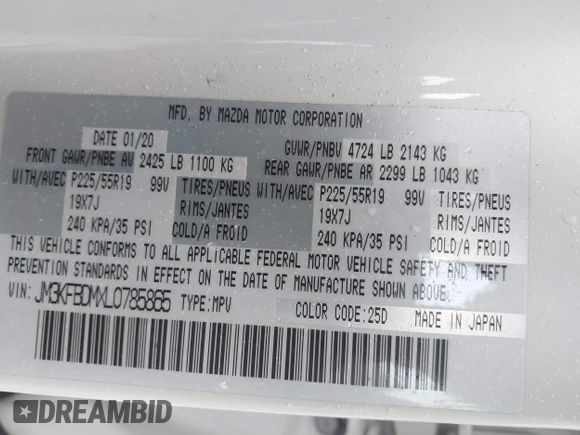 MFD. BY MAZDA MOTOR CORPORATION
DATE 01/20 GVWR/PNBV 4724 LB 2143 KG
FRONT GAWR/PNBE AV 2425 LB 1100 KG REAR GAWR/PNBE AR 2299 LB 1043 KG
WITH/AVEC P225/55R19 99V TIRES/PNEUS WITH/AVEC P225/55R19 99V TIRES/PNEUS
19X7J RIMS/JANTES 19X7J RIMS/JANTES
240 KPA/35 PSI COLD/A FROID 240 KPA/35 PSI COLD/A FROID
THIS VEHICLE CONFORMS TO ALL APPLICABLE FEDERAL MOTOR VEHICLE SAFETY AND THEFT
PREVENTION STANDARDS IN EFFECT ON THE DATE OF MANUFACTURE SHOWN ABOVE.
VIN: JM3KFBDMXL0785865 TYPE:MPV COLOR CODE:25D MADE IN JAPAN
DREAMBID